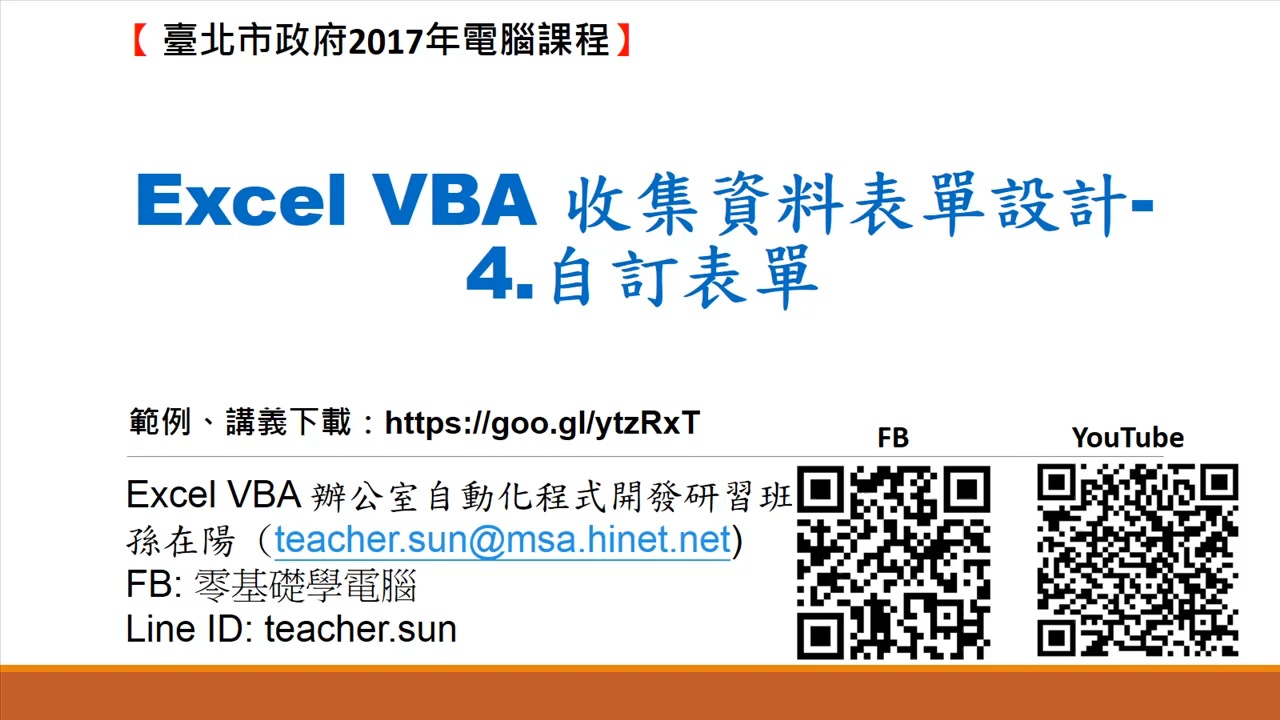 【 臺北市政府2017年電腦課程】
Excel VBA 收集資料表單設計-
4.自訂表單
範例、講義下載：https://goo.gl/ytzRxT
FB
YouTube
Excel VBA 辦公室自動化程式開發研習班
孫在陽（teacher.sun@msa.hinet.net)
FB: 零基礎學電腦
Line ID: teacher.sun